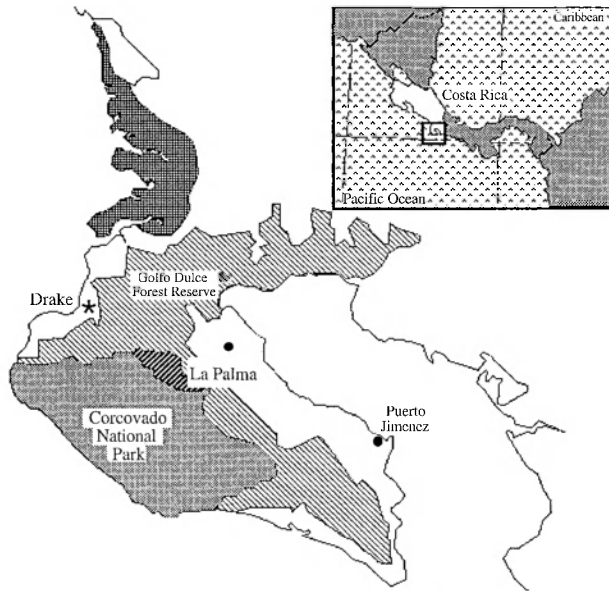 Caribbean
Costa Rica
Pacific Ocean
Golfo Dulce
Forest Reserve
Drake
*
La Palma
Corcovado
National
Park
Puerto
Jimenez